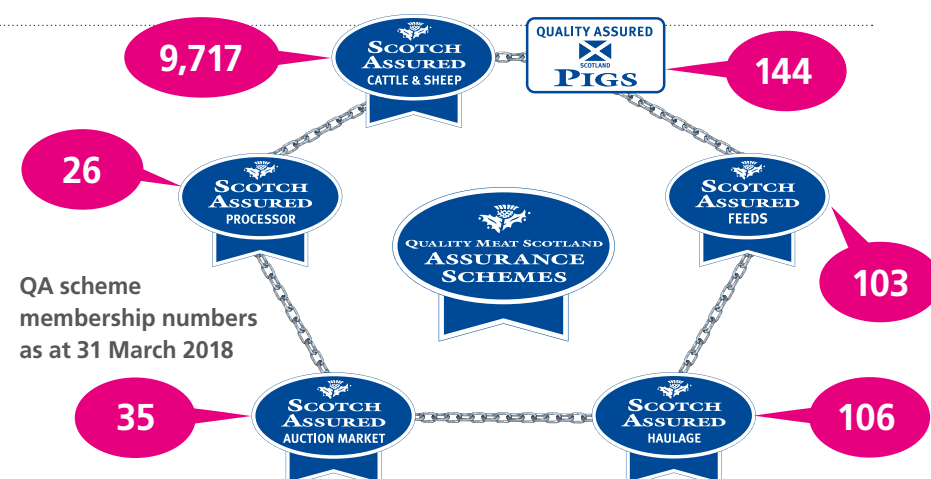 9,717
SCOTCH
ASSURED
CATTLE & SHEEP
QUALITY ASSURED
SCOTLAND
PIGS
144
26
SCOTCH
ASSURED
PROCESSOR
SCOTCH
ASSURED
FEEDS
103
QUALITY MEAT SCOTLAND
ASSURANCE
SCHEMES
QA scheme
membership numbers
as at 31 March 2018
35
SCOTCH
ASSURED
AUCTION MARKET
SCOTCH
ASSURED
HAULAGE
106